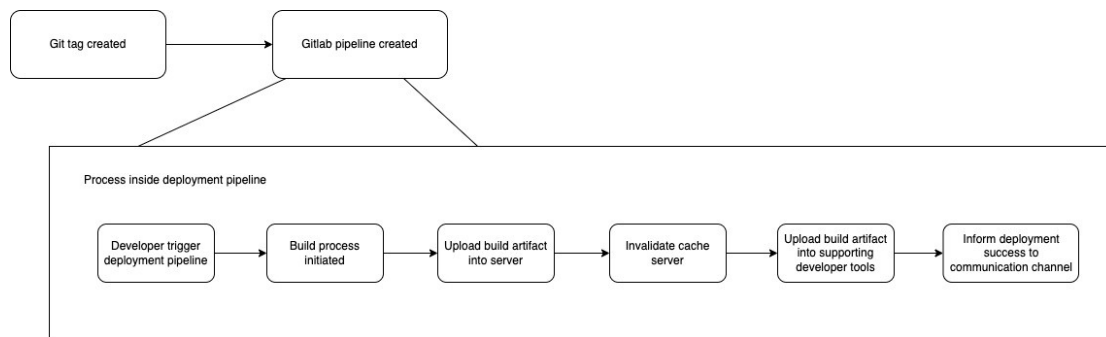 Git tag created
Gitlab pipeline created
Process inside deployment pipeline
Developer trigger
deployment pipeline
Build process
initiated
Upload build artifact
into server
Invalidate cache
server
Upload build artifact
into supporting
developer tools
Inform deployment
success to
communication channel